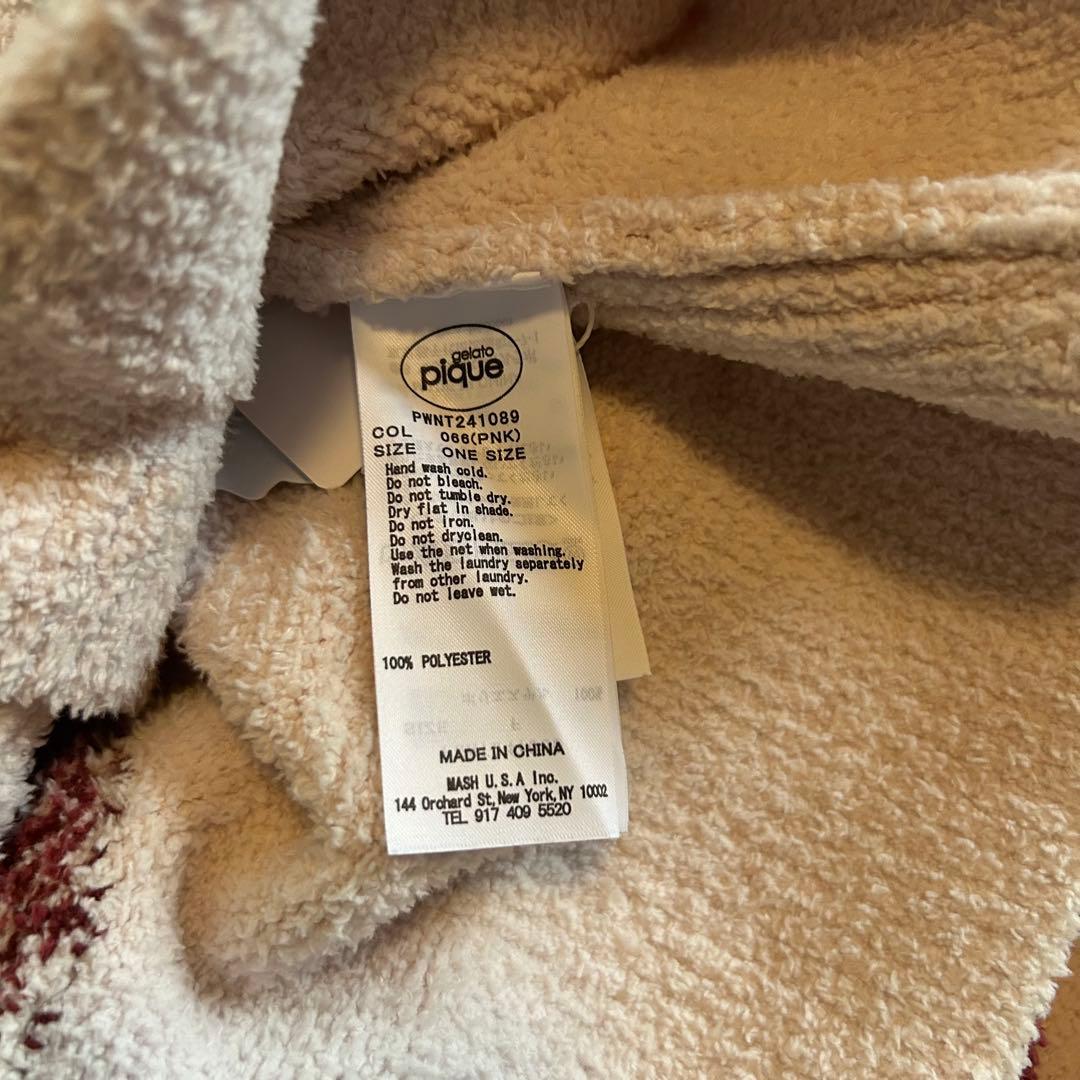 gelato
pique
PWNT241089
COL 066(PNK)
SIZE ONE SIZE
Hand wash cold.
Do not bleach.
Do not tumble dry.
Dry flat in shade.
Do not iron.
Do not dryclean.
Use the net when washing.
Wash the laundry separately
from other laundry.
Do not leave wet.
100% POLYESTER
MADE IN CHINA
MASH U.S.A Inc.
144 Orchard St, New York, NY 10002
TEL 917 409 5520